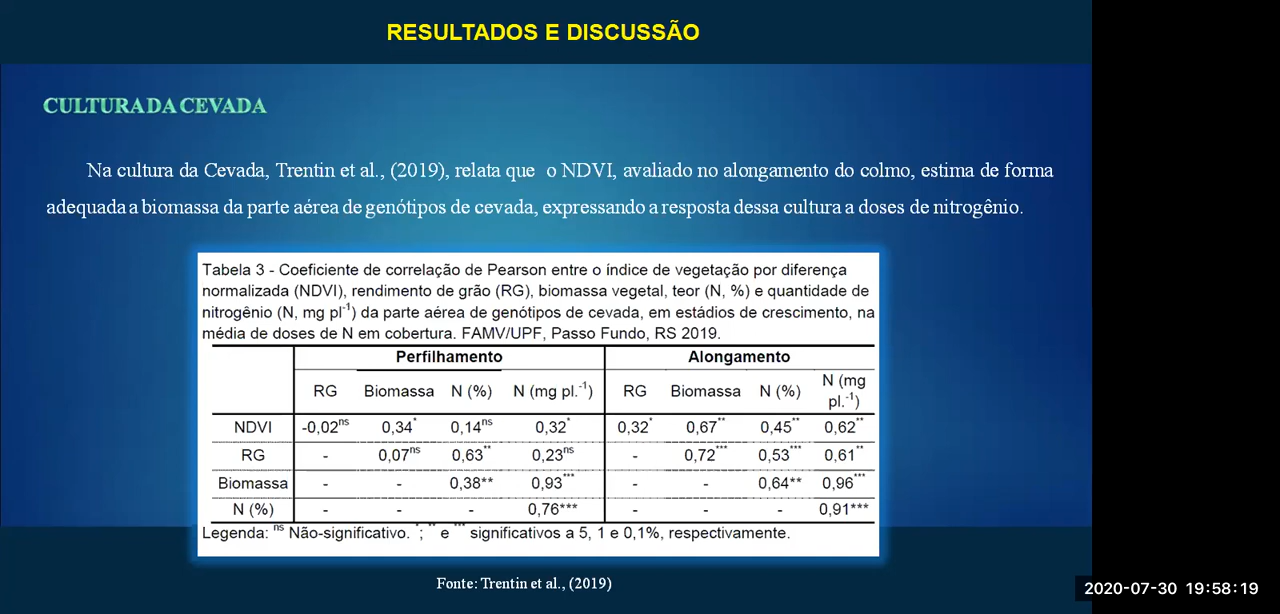 RESULTADOS E DISCUSSÃO
CULTURA DA CEVADA
Na cultura da Cevada, Trentin et al., (2019), relata que o NDVI, avaliado no alongamento do colmo, estima de forma
adequada a biomassa da parte aérea de genótipos de cevada, expressando a resposta dessa cultura a doses de nitrogênio.
Tabela 3 - Coeficiente de correlação de Pearson entre o índice de vegetação por diferença
normalizada (NDVI), rendimento de grão (RG), biomassa vegetal, teor (N, %) e quantidade de
nitrogênio (N, mg pl⁻¹) da parte aérea de genótipos de cevada, em estádios de crescimento, na
média de doses de N em cobertura. FAMV/UPF, Passo Fundo, RS 2019.
Perfilhamento Alongamento
RG Biomassa N (%) N (mg pl.⁻¹) RG Biomassa N (%) N (mg
pl.⁻¹)
NDVI -0,02ns 0,34* 0,14ns 0,32* 0,32* 0,67** 0,45** 0,62**
RG - 0,07ns 0,63** 0,23ns - 0,72*** 0,53*** 0,61**
Biomassa - - 0,38** 0,93*** - - 0,64** 0,96***
N (%) - - - 0,76*** - - - 0,91***
Legenda: ns Não-significativo. *; ** e *** significativos a 5, 1 e 0,1%, respectivamente.
Fonte: Trentin et al., (2019)
2020-07-30 19:58:19